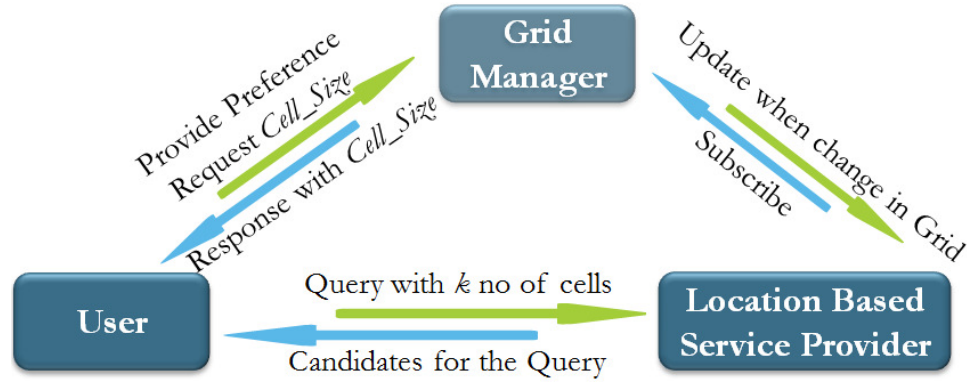 Grid
Manager
Provide Preference
Request Cell_Size
Response with Cell_Size
Update when change in Grid
Subscribe
Query with k no of cells
User
Location Based
Service Provider
Candidates for the Query